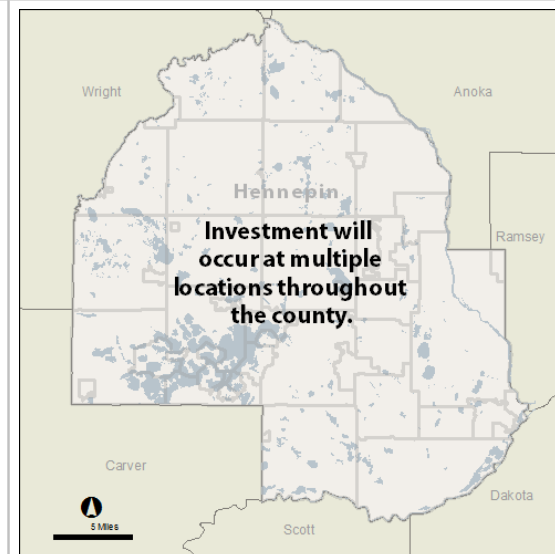 Wright
Anoka
Hennepin
Ramsey
Investment will
occur at multiple
locations throughout
the county.
Carver
Dakota
5 Miles
Scott